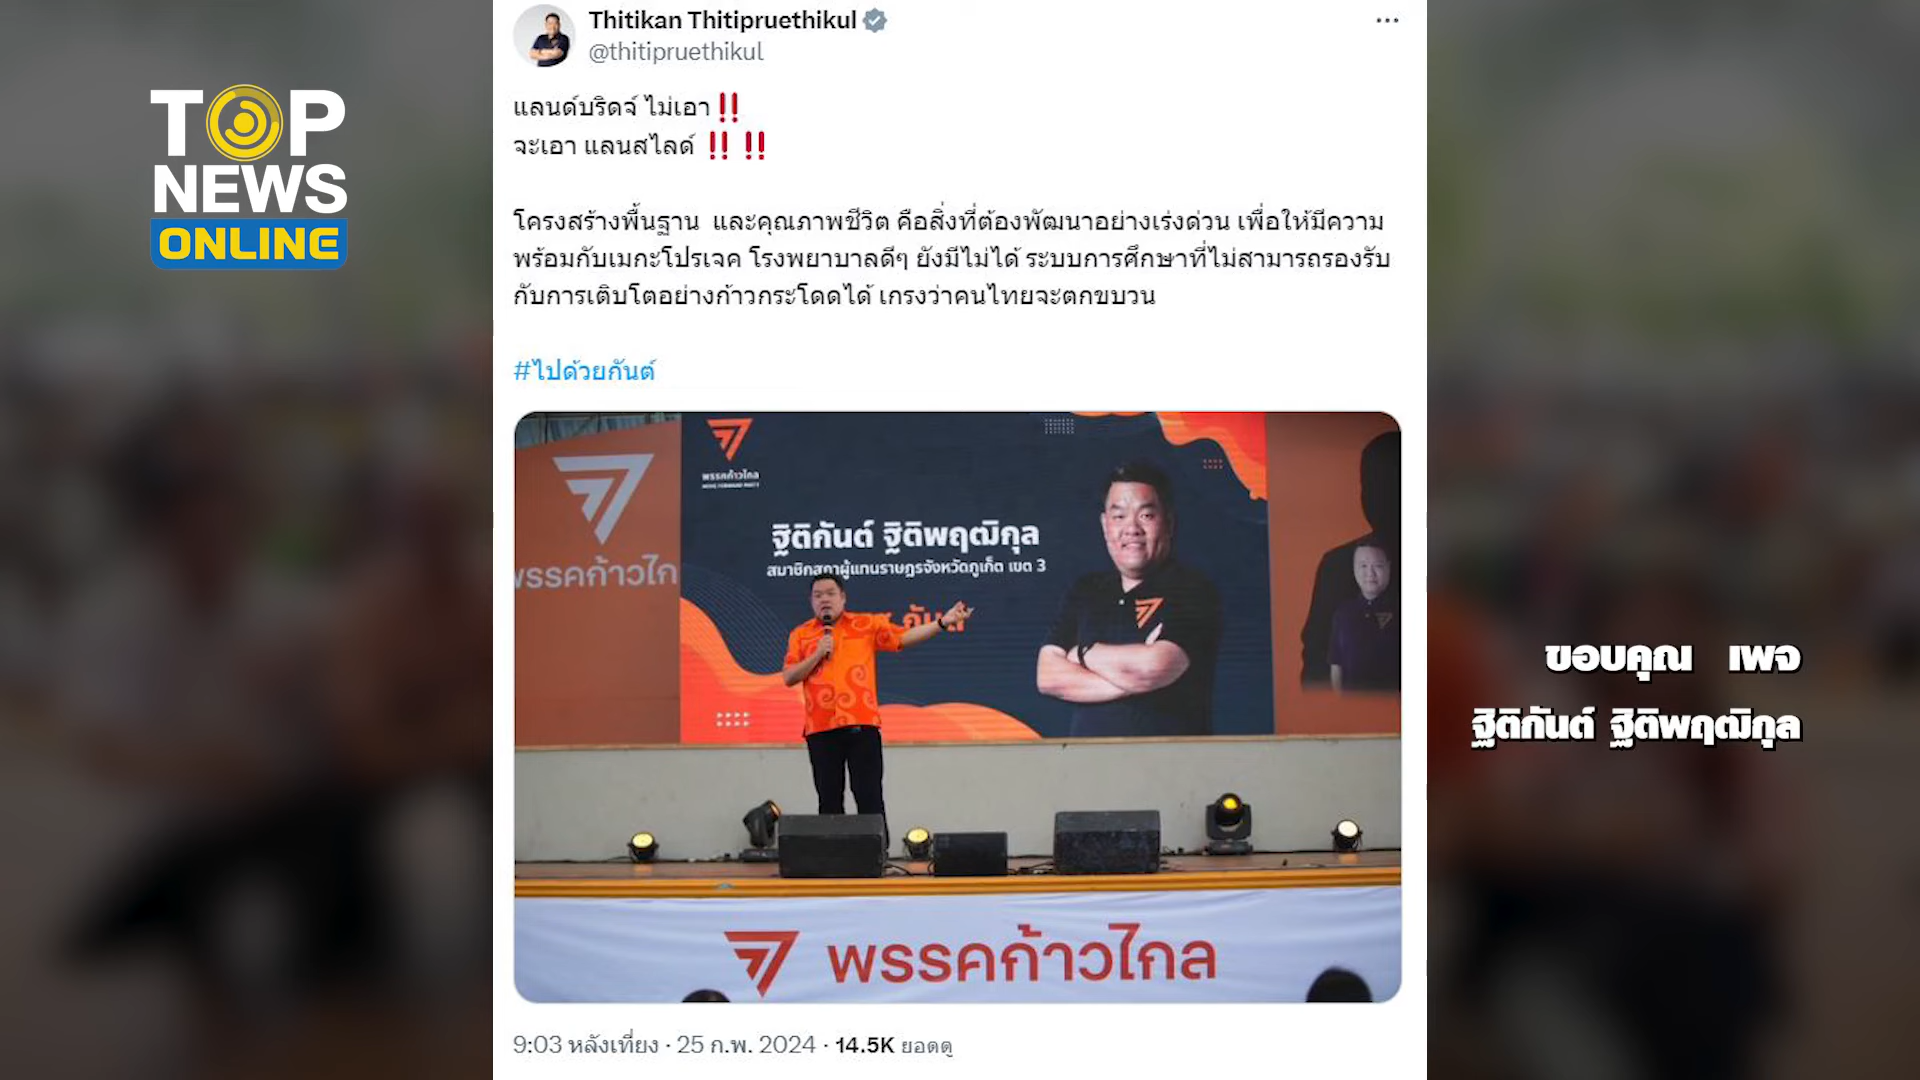 TOP
NEWS
ONLINE
Thitikan Thitipruethikul
@thitipruethikul
แลนด์บริดจ์ ไม่เอา‼️
จะเอา แลนสไลด์ ‼️ ‼️
โครงสร้างพื้นฐาน และคุณภาพชีวิต คือสิ่งที่ต้องพัฒนาอย่างเร่งด่วน เพื่อให้มีความ
พร้อมกับเมกะโปรเจค โรงพยาบาลดีๆ ยังมีไม่ได้ ระบบการศึกษาที่ไม่สามารถรองรับ
กับการเติบโตอย่างก้าวกระโดดได้ เกรงว่าคนไทยจะตกขบวน
#ไปด้วยกันต์
พรรคก้าวไกล
MOVE FORWARD PARTY
ฐิติกันต์ ฐิติพฤฒิกุล
สมาชิกสภาผู้แทนราษฎรจังหวัดภูเก็ต เขต 3
พรรคก้าวไก
พรรคก้าวไกล
ขอบคุณ เพจ
ฐิติกันต์ ฐิติพฤฒิกุล
9:03 หลังเที่ยง · 25 ก.พ. 2024 · 14.5K ยอดดู